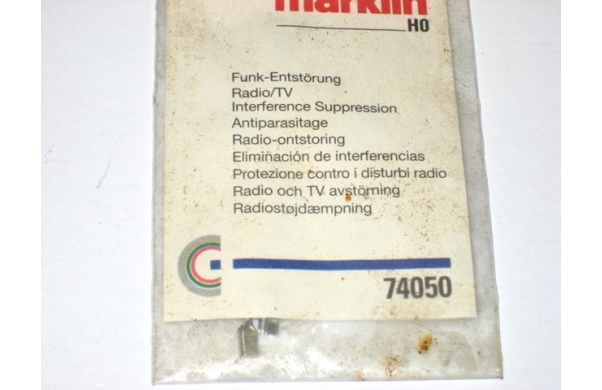 märklin
H0
Funk-Entstörung
Radio/TV
Interference Suppression
Antiparasitage
Radio-ontstoring
Eliminación de interferencias
Protezione contro i disturbi radio
Radio och TV avstörning
Radiostøjdæmpning
74050